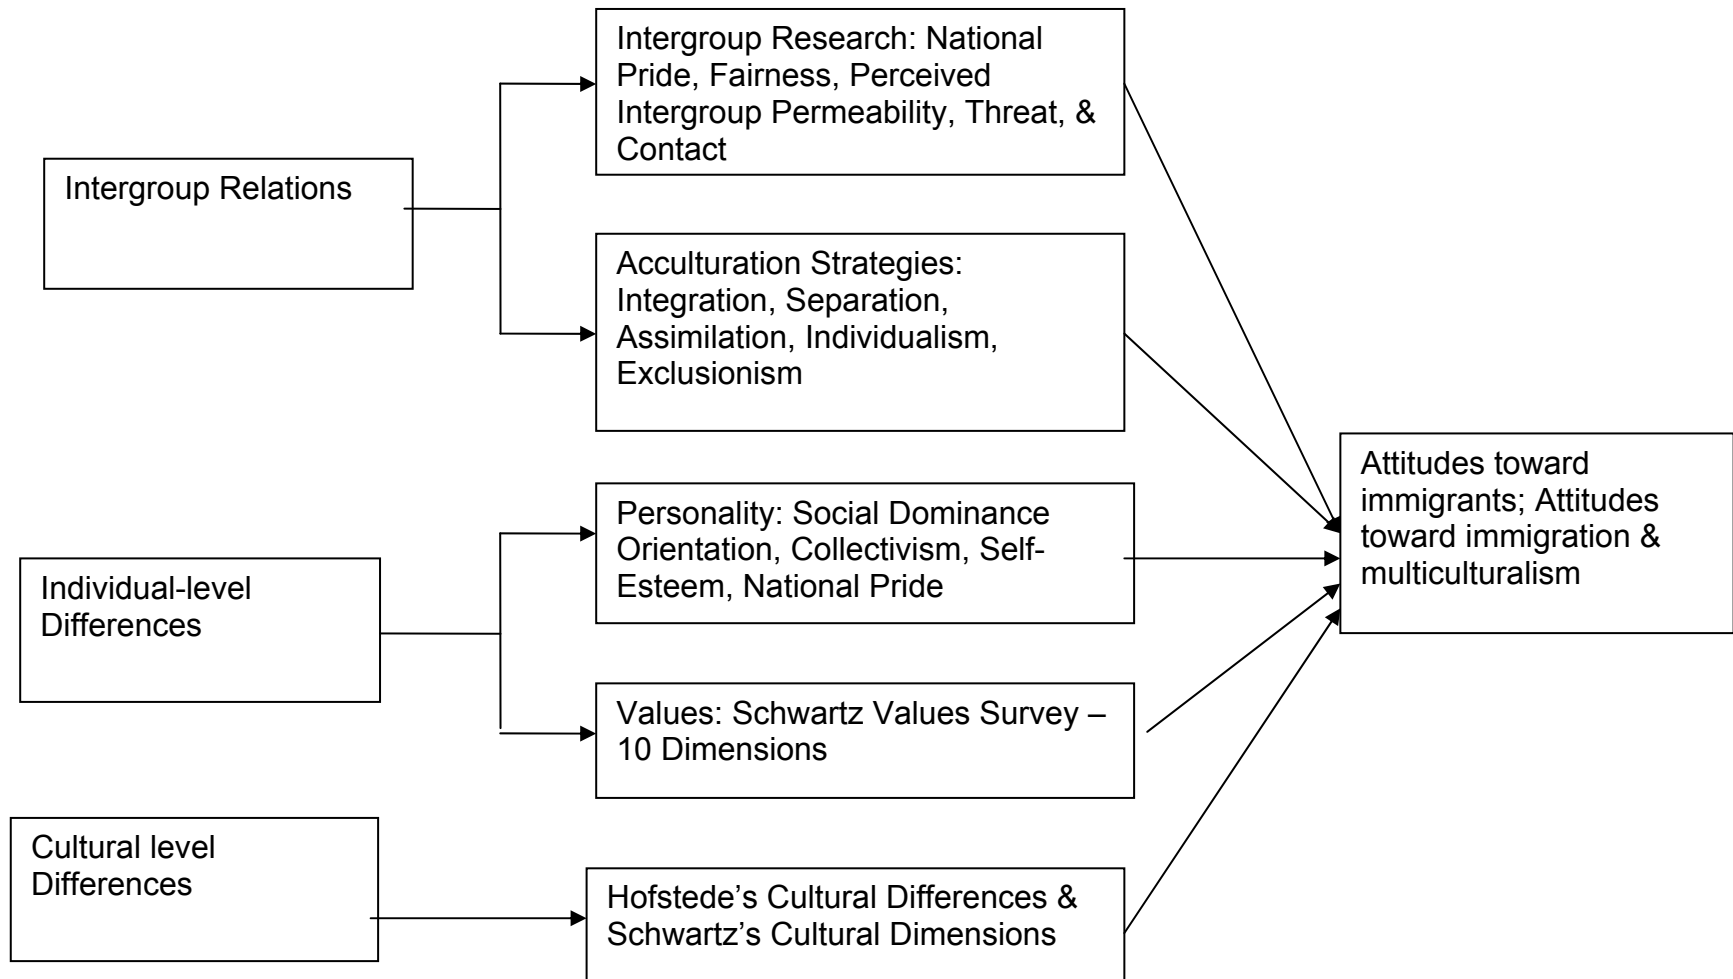 Intergroup Relations
Intergroup Research: National
Pride, Fairness, Perceived
Intergroup Permeability, Threat, &
Contact
Acculturation Strategies:
Integration, Separation,
Assimilation, Individualism,
Exclusionism
Individual-level
Differences
Personality: Social Dominance
Orientation, Collectivism, Self-
Esteem, National Pride
Values: Schwartz Values Survey –
10 Dimensions
Cultural level
Differences
Hofstede’s Cultural Differences &
Schwartz’s Cultural Dimensions
Attitudes toward
immigrants; Attitudes
toward immigration &
multiculturalism